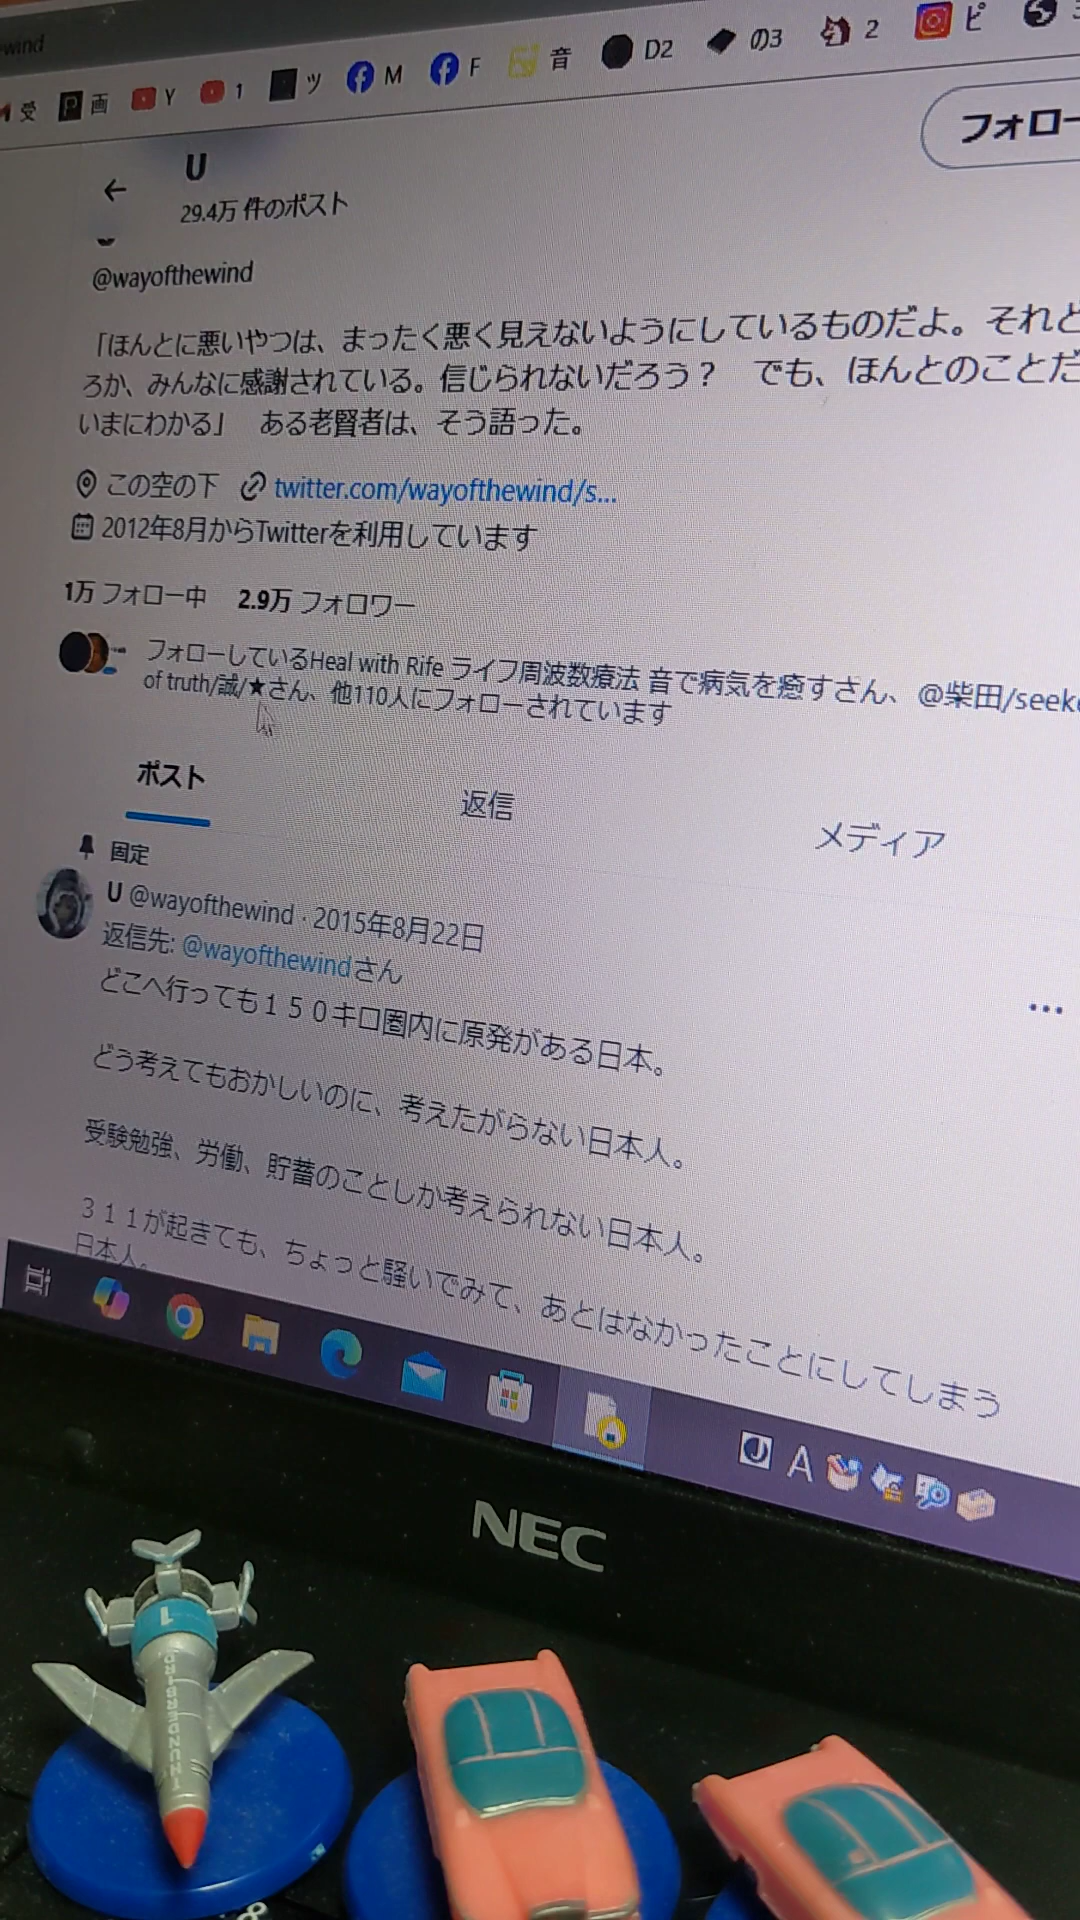 wind
受 画 Y 1 ツ M F 音 D2 の3 2 ピ
フォロー
U
29.4万 件のポスト
@wayofthewind
「ほんとに悪いやつは、まったく悪く見えないようにしているものだよ。それど
ろか、みんなに感謝されている。信じられないだろう？ でも、ほんとのことだ
いまにわかる」 ある老賢者は、そう語った。
この空の下 twitter.com/wayofthewind/s...
2012年8月からTwitterを利用しています
1万 フォロー中 2.9万 フォロワー
フォローしているHeal with Rife ライフ周波数療法 音で病気を癒すさん、@柴田/seeke
of truth/誠/★さん、他110人にフォローされています
ポスト 返信 メディア
固定
U @wayofthewind · 2015年8月22日
返信先: @wayofthewindさん
どこへ行っても１５０キロ圏内に原発がある日本。
どう考えてもおかしいのに、考えたがらない日本人。
受験勉強、労働、貯蓄のことしか考えられない日本人。
３１１が起きても、ちょっと騒いでみて、あとはなかったことにしてしまう
日本人。
J A
NEC
1
THUNDERBIRD
8